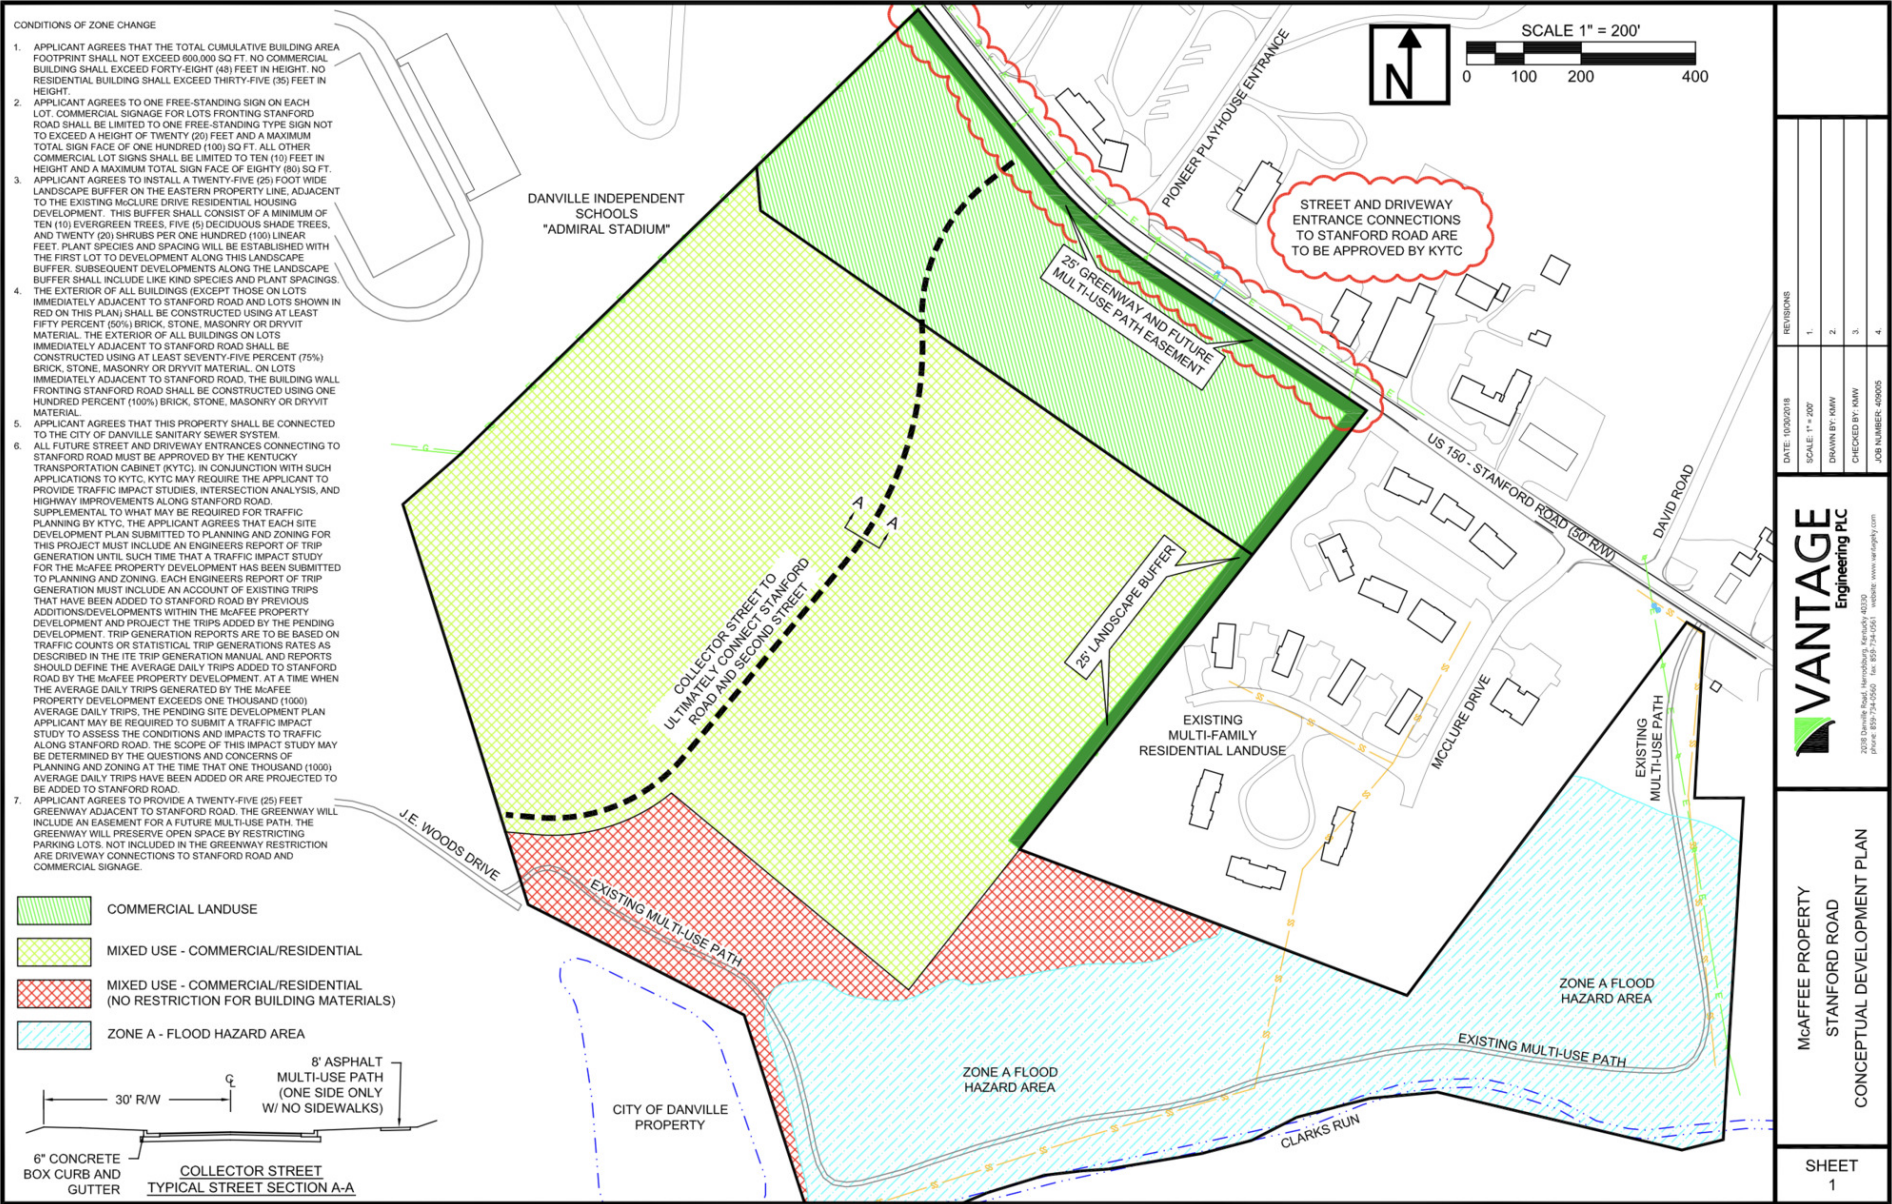 CONDITIONS OF ZONE CHANGE
1. APPLICANT AGREES THAT THE TOTAL CUMULATIVE BUILDING AREA
FOOTPRINT SHALL NOT EXCEED 600,000 SQ FT. NO COMMERCIAL
BUILDING SHALL EXCEED FORTY-EIGHT (48) FEET IN HEIGHT. NO
RESIDENTIAL BUILDING SHALL EXCEED THIRTY-FIVE (35) FEET IN
HEIGHT.
2. APPLICANT AGREES TO ONE FREE-STANDING SIGN ON EACH
LOT. COMMERCIAL SIGNAGE FOR LOTS FRONTING STANFORD
ROAD SHALL BE LIMITED TO ONE FREE-STANDING TYPE SIGN NOT
TO EXCEED A HEIGHT OF TWENTY (20) FEET AND A MAXIMUM
TOTAL SIGN FACE OF ONE HUNDRED (100) SQ FT. ALL OTHER
COMMERCIAL LOT SIGNS SHALL BE LIMITED TO TEN (10) FEET IN
HEIGHT AND A MAXIMUM TOTAL SIGN FACE OF EIGHTY (80) SQ FT.
3. APPLICANT AGREES TO INSTALL A TWENTY-FIVE (25) FOOT WIDE
LANDSCAPE BUFFER ON THE EASTERN PROPERTY LINE, ADJACENT
TO THE EXISTING McCLURE DRIVE RESIDENTIAL HOUSING
DEVELOPMENT. THIS BUFFER SHALL CONSIST OF A MINIMUM OF
TEN (10) EVERGREEN TREES, FIVE (5) DECIDUOUS SHADE TREES,
AND TWENTY (20) SHRUBS PER ONE HUNDRED (100) LINEAR
FEET. PLANT SPECIES AND SPACING WILL BE ESTABLISHED WITH
THE FIRST LOT TO DEVELOPMENT ALONG THIS LANDSCAPE
BUFFER. SUBSEQUENT DEVELOPMENTS ALONG THE LANDSCAPE
BUFFER SHALL INCLUDE LIKE KIND SPECIES AND PLANT SPACINGS.
4. THE EXTERIOR OF ALL BUILDINGS (EXCEPT THOSE ON LOTS
IMMEDIATELY ADJACENT TO STANFORD ROAD AND LOTS SHOWN IN
RED ON THIS PLAN) SHALL BE CONSTRUCTED USING AT LEAST
FIFTY PERCENT (50%) BRICK, STONE, MASONRY OR DRYVIT
MATERIAL. THE EXTERIOR OF ALL BUILDINGS ON LOTS
IMMEDIATELY ADJACENT TO STANFORD ROAD SHALL BE
CONSTRUCTED USING AT LEAST SEVENTY-FIVE PERCENT (75%)
BRICK, STONE, MASONRY OR DRYVIT MATERIAL. ON LOTS
IMMEDIATELY ADJACENT TO STANFORD ROAD, THE BUILDING WALL
FRONTING STANFORD ROAD SHALL BE CONSTRUCTED USING ONE
HUNDRED PERCENT (100%) BRICK, STONE, MASONRY OR DRYVIT
MATERIAL.
5. APPLICANT AGREES THAT THIS PROPERTY SHALL BE CONNECTED
TO THE CITY OF DANVILLE SANITARY SEWER SYSTEM.
6. ALL FUTURE STREET AND DRIVEWAY ENTRANCES CONNECTING TO
STANFORD ROAD MUST BE APPROVED BY THE KENTUCKY
TRANSPORTATION CABINET (KYTC). IN CONJUNCTION WITH SUCH
APPLICATIONS TO KYTC, KYTC MAY REQUIRE THE APPLICANT TO
PROVIDE TRAFFIC IMPACT STUDIES, INTERSECTION ANALYSIS, AND
HIGHWAY IMPROVEMENTS ALONG STANFORD ROAD.
SUPPLEMENTAL TO WHAT MAY BE REQUIRED FOR TRAFFIC
PLANNING BY KTYC, THE APPLICANT AGREES THAT EACH SITE
DEVELOPMENT PLAN SUBMITTED TO PLANNING AND ZONING FOR
THIS PROJECT MUST INCLUDE AN ENGINEERS REPORT OF TRIP
GENERATION UNTIL SUCH TIME THAT A TRAFFIC IMPACT STUDY
FOR THE McAFEE PROPERTY DEVELOPMENT HAS BEEN SUBMITTED
TO PLANNING AND ZONING. EACH ENGINEERS REPORT OF TRIP
GENERATION MUST INCLUDE AN ACCOUNT OF EXISTING TRIPS
THAT HAVE BEEN ADDED TO STANFORD ROAD BY PREVIOUS
ADDITIONS/DEVELOPMENTS WITHIN THE McAFEE PROPERTY
DEVELOPMENT AND PROJECT THE TRIPS ADDED BY THE PENDING
DEVELOPMENT. TRIP GENERATION REPORTS ARE TO BE BASED ON
TRAFFIC COUNTS OR STATISTICAL TRIP GENERATIONS RATES AS
DESCRIBED IN THE ITE TRIP GENERATION MANUAL AND REPORTS
SHOULD DEFINE THE AVERAGE DAILY TRIPS ADDED TO STANFORD
ROAD BY THE McAFEE PROPERTY DEVELOPMENT. AT A TIME WHEN
THE AVERAGE DAILY TRIPS GENERATED BY THE McAFEE
PROPERTY DEVELOPMENT EXCEEDS ONE THOUSAND (1000)
AVERAGE DAILY TRIPS, THE PENDING SITE DEVELOPMENT PLAN
APPLICANT MAY BE REQUIRED TO SUBMIT A TRAFFIC IMPACT
STUDY TO ASSESS THE CONDITIONS AND IMPACTS TO TRAFFIC
ALONG STANFORD ROAD. THE SCOPE OF THIS IMPACT STUDY MAY
BE DETERMINED BY THE QUESTIONS AND CONCERNS OF
PLANNING AND ZONING AT THE TIME THAT ONE THOUSAND (1000)
AVERAGE DAILY TRIPS HAVE BEEN ADDED OR ARE PROJECTED TO
BE ADDED TO STANFORD ROAD.
7. APPLICANT AGREES TO PROVIDE A TWENTY-FIVE (25) FEET
GREENWAY ADJACENT TO STANFORD ROAD. THE GREENWAY WILL
INCLUDE AN EASEMENT FOR A FUTURE MULTI-USE PATH. THE
GREENWAY WILL PRESERVE OPEN SPACE BY RESTRICTING
PARKING LOTS. NOT INCLUDED IN THE GREENWAY RESTRICTION
ARE DRIVEWAY CONNECTIONS TO STANFORD ROAD AND
COMMERCIAL SIGNAGE.
COMMERCIAL LANDUSE
MIXED USE - COMMERCIAL/RESIDENTIAL
MIXED USE - COMMERCIAL/RESIDENTIAL
(NO RESTRICTION FOR BUILDING MATERIALS)
ZONE A - FLOOD HAZARD AREA
8' ASPHALT
MULTI-USE PATH
(ONE SIDE ONLY
W/ NO SIDEWALKS)
30' R/W
6" CONCRETE
BOX CURB AND
GUTTER
COLLECTOR STREET
TYPICAL STREET SECTION A-A
DANVILLE INDEPENDENT
SCHOOLS
"ADMIRAL STADIUM"
PIONEER PLAYHOUSE ENTRANCE
N
SCALE 1" = 200'
0 100 200 400
STREET AND DRIVEWAY
ENTRANCE CONNECTIONS
TO STANFORD ROAD ARE
TO BE APPROVED BY KYTC
25' GREENWAY AND FUTURE
MULTI-USE PATH EASEMENT
US 150 - STANFORD ROAD (50' R/W)
DAVID ROAD
A
A
COLLECTOR STREET TO
ULTIMATELY CONNECT STANFORD
ROAD AND SECOND STREET
25' LANDSCAPE BUFFER
EXISTING
MULTI-FAMILY
RESIDENTIAL LANDUSE
MCCLURE DRIVE
EXISTING
MULTI-USE PATH
J.E. WOODS DRIVE
EXISTING MULTI-USE PATH
ZONE A FLOOD
HAZARD AREA
ZONE A FLOOD
HAZARD AREA
EXISTING MULTI-USE PATH
CITY OF DANVILLE
PROPERTY
CLARKS RUN
REVISIONS
1.
2.
3.
4.
DATE: 10/30/2018
SCALE: 1" = 200'
DRAWN BY: KMW
CHECKED BY: KMW
JOB NUMBER: 409005
VANTAGE
Engineering PLC
McAFFEE PROPERTY
STANFORD ROAD
CONCEPTUAL DEVELOPMENT PLAN
SHEET
1